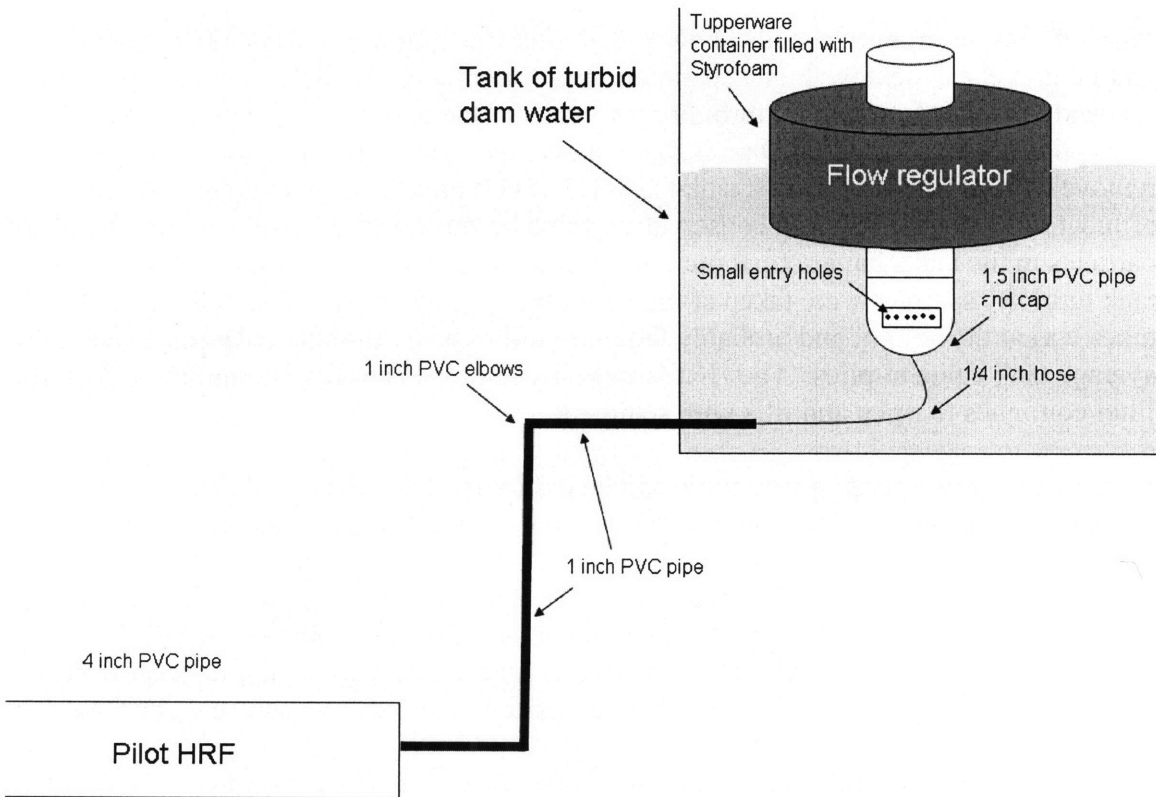 Tupperware
container filled with
Styrofoam
Tank of turbid
dam water
Flow regulator
Small entry holes
1.5 inch PVC pipe
end cap
1/4 inch hose
1 inch PVC elbows
1 inch PVC pipe
4 inch PVC pipe
Pilot HRF